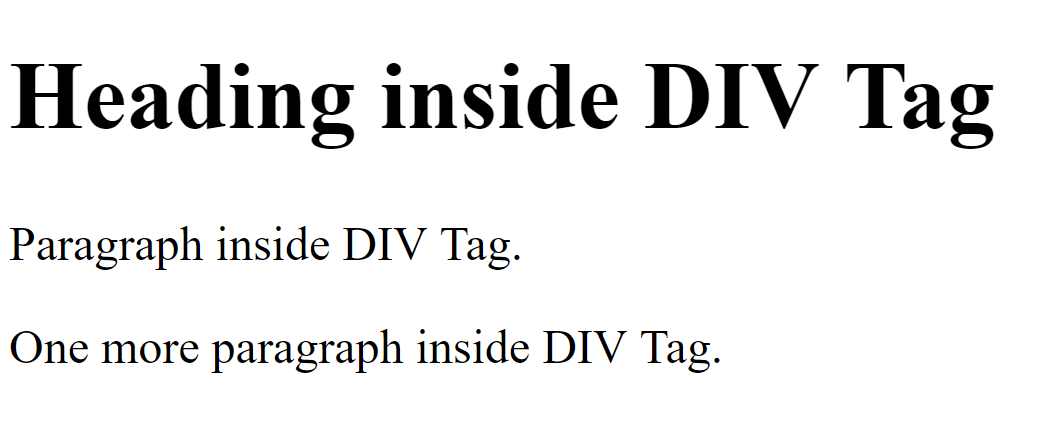 Heading inside DIV Tag
Paragraph inside DIV Tag.
One more paragraph inside DIV Tag.